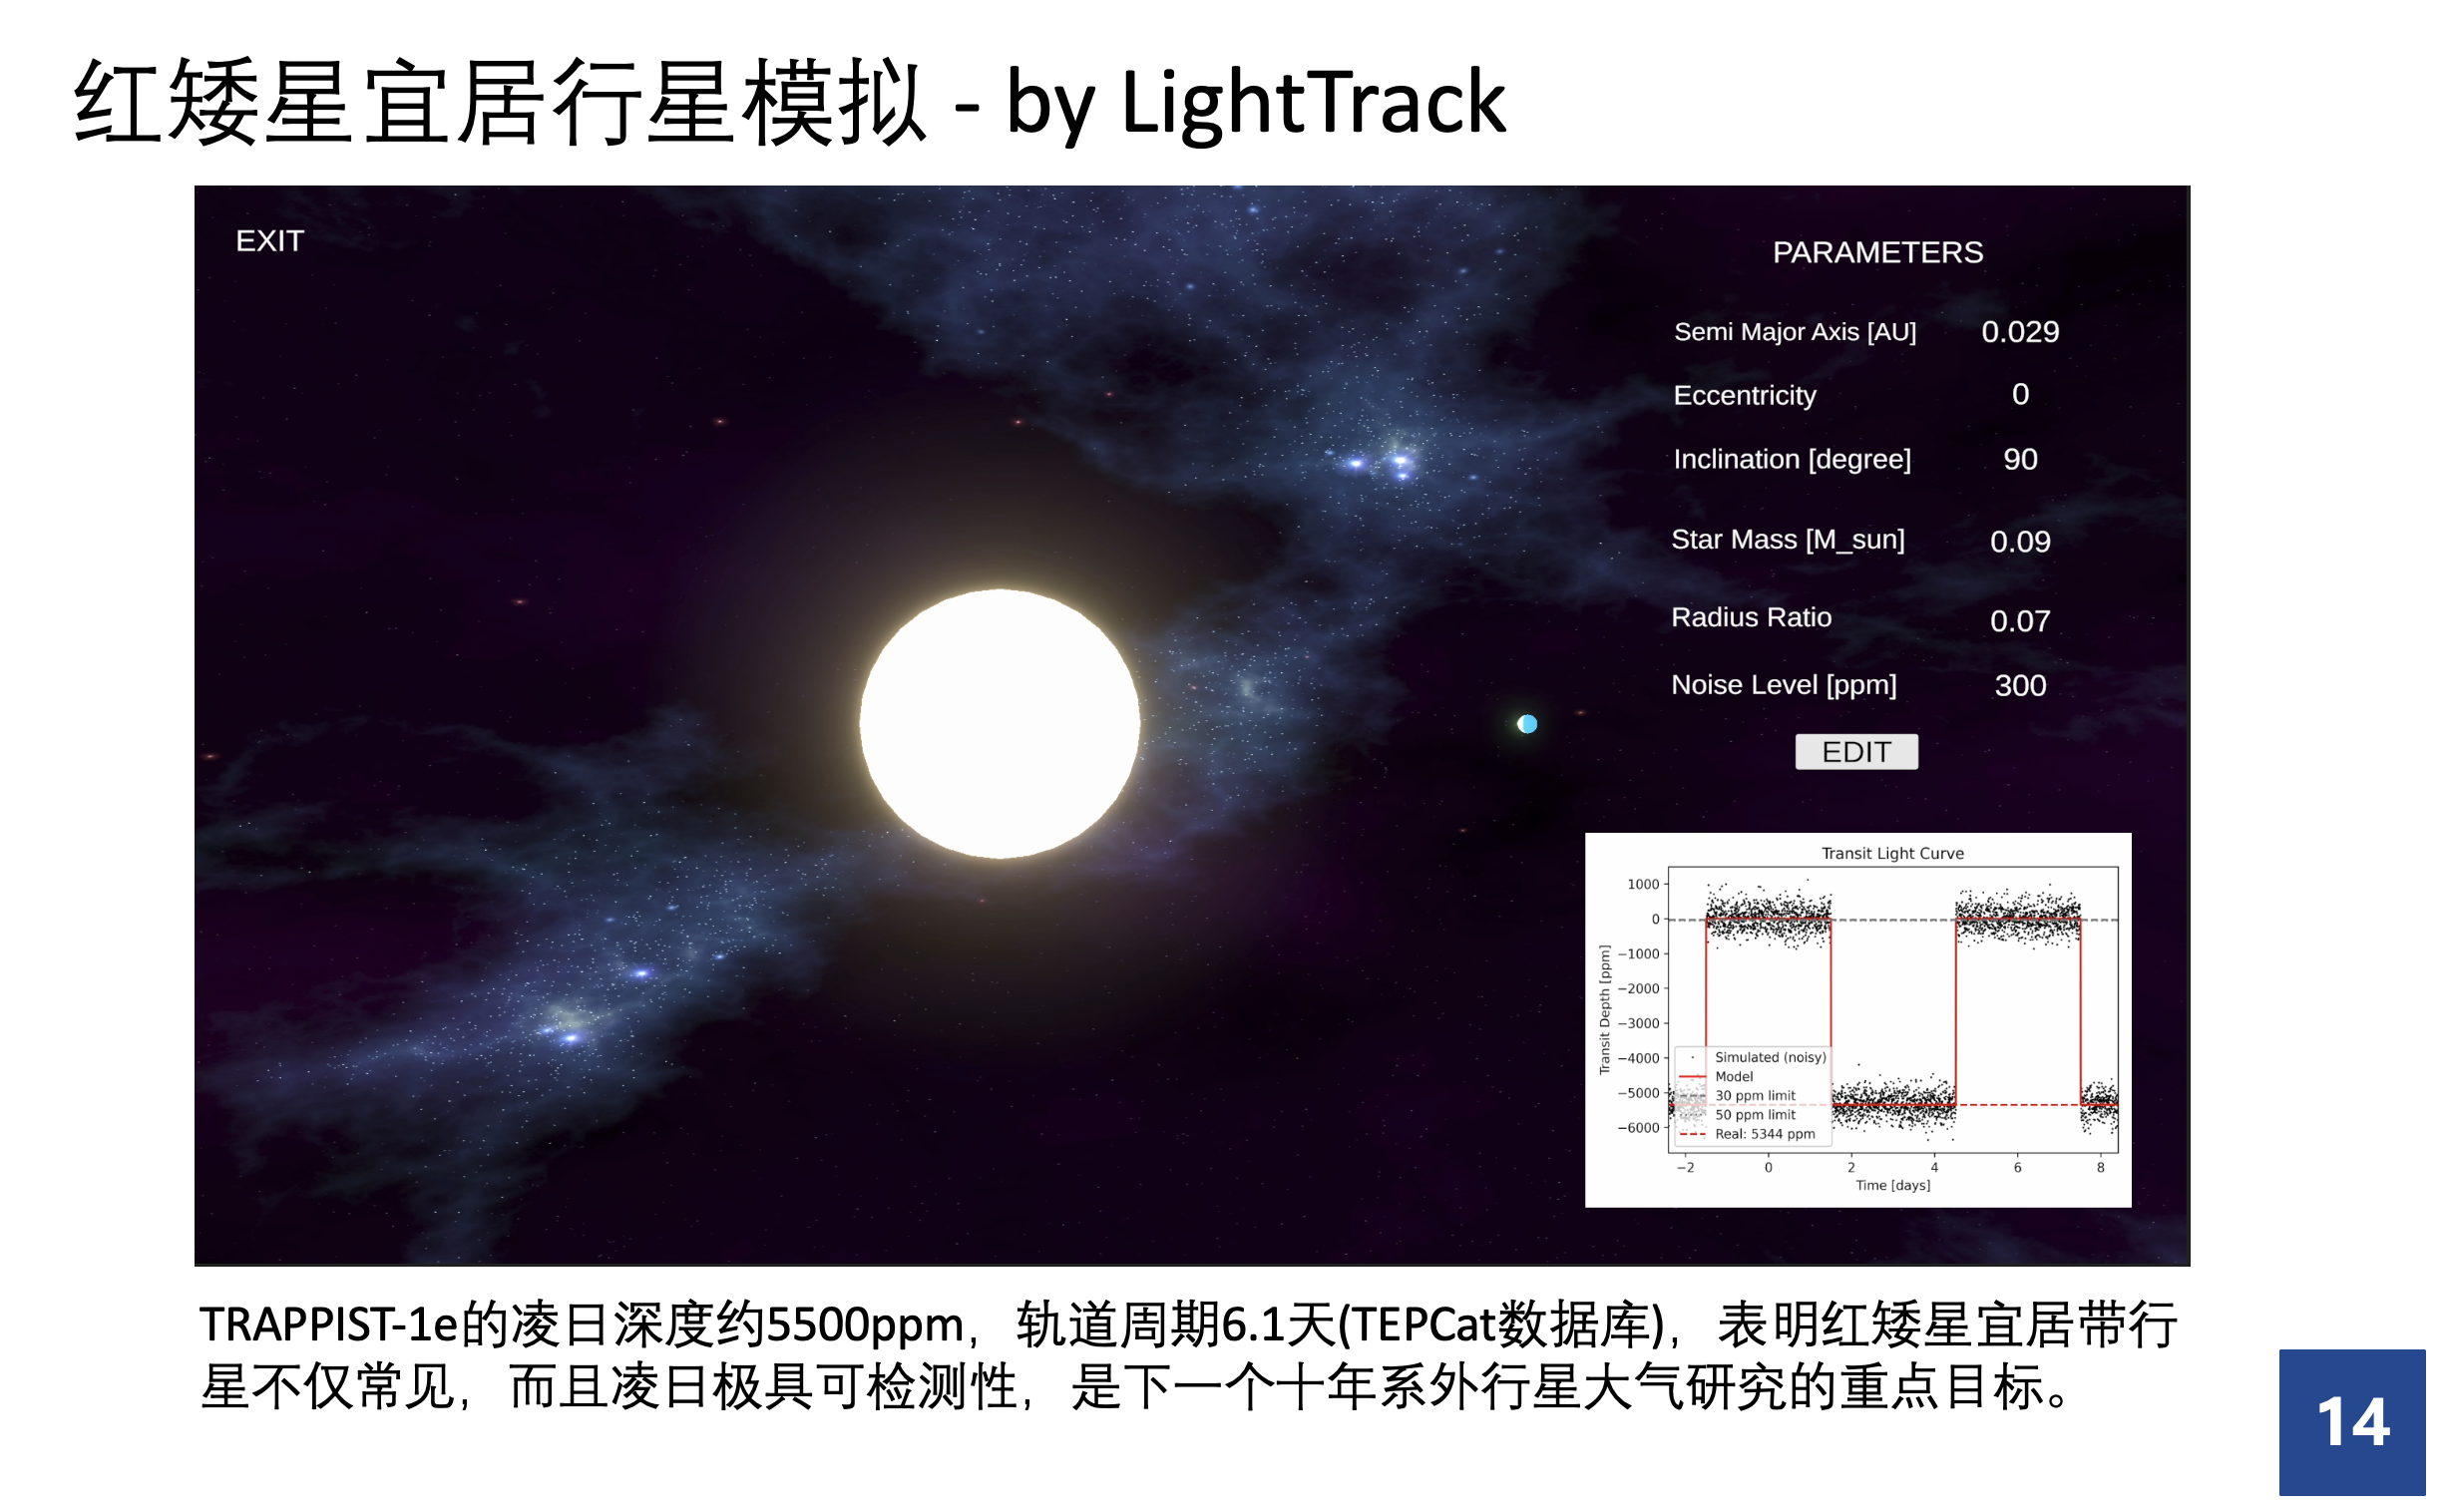 红矮星宜居行星模拟 - by LightTrack
EXIT
PARAMETERS
Semi Major Axis [AU] 0.029
Eccentricity 0
Inclination [degree] 90
Star Mass [M_sun] 0.09
Radius Ratio 0.07
Noise Level [ppm] 300
EDIT
Transit Light Curve
Transit Depth [ppm]
1000
0
−1000
−2000
−3000
−4000
−5000
−6000
Simulated (noisy)
Model
30 ppm limit
50 ppm limit
Real: 5344 ppm
−2 0 2 4 6 8
Time [days]
TRAPPIST-1e的凌日深度约5500ppm，轨道周期6.1天(TEPCat数据库)，表明红矮星宜居带行
星不仅常见，而且凌日极具可检测性，是下一个十年系外行星大气研究的重点目标。
14